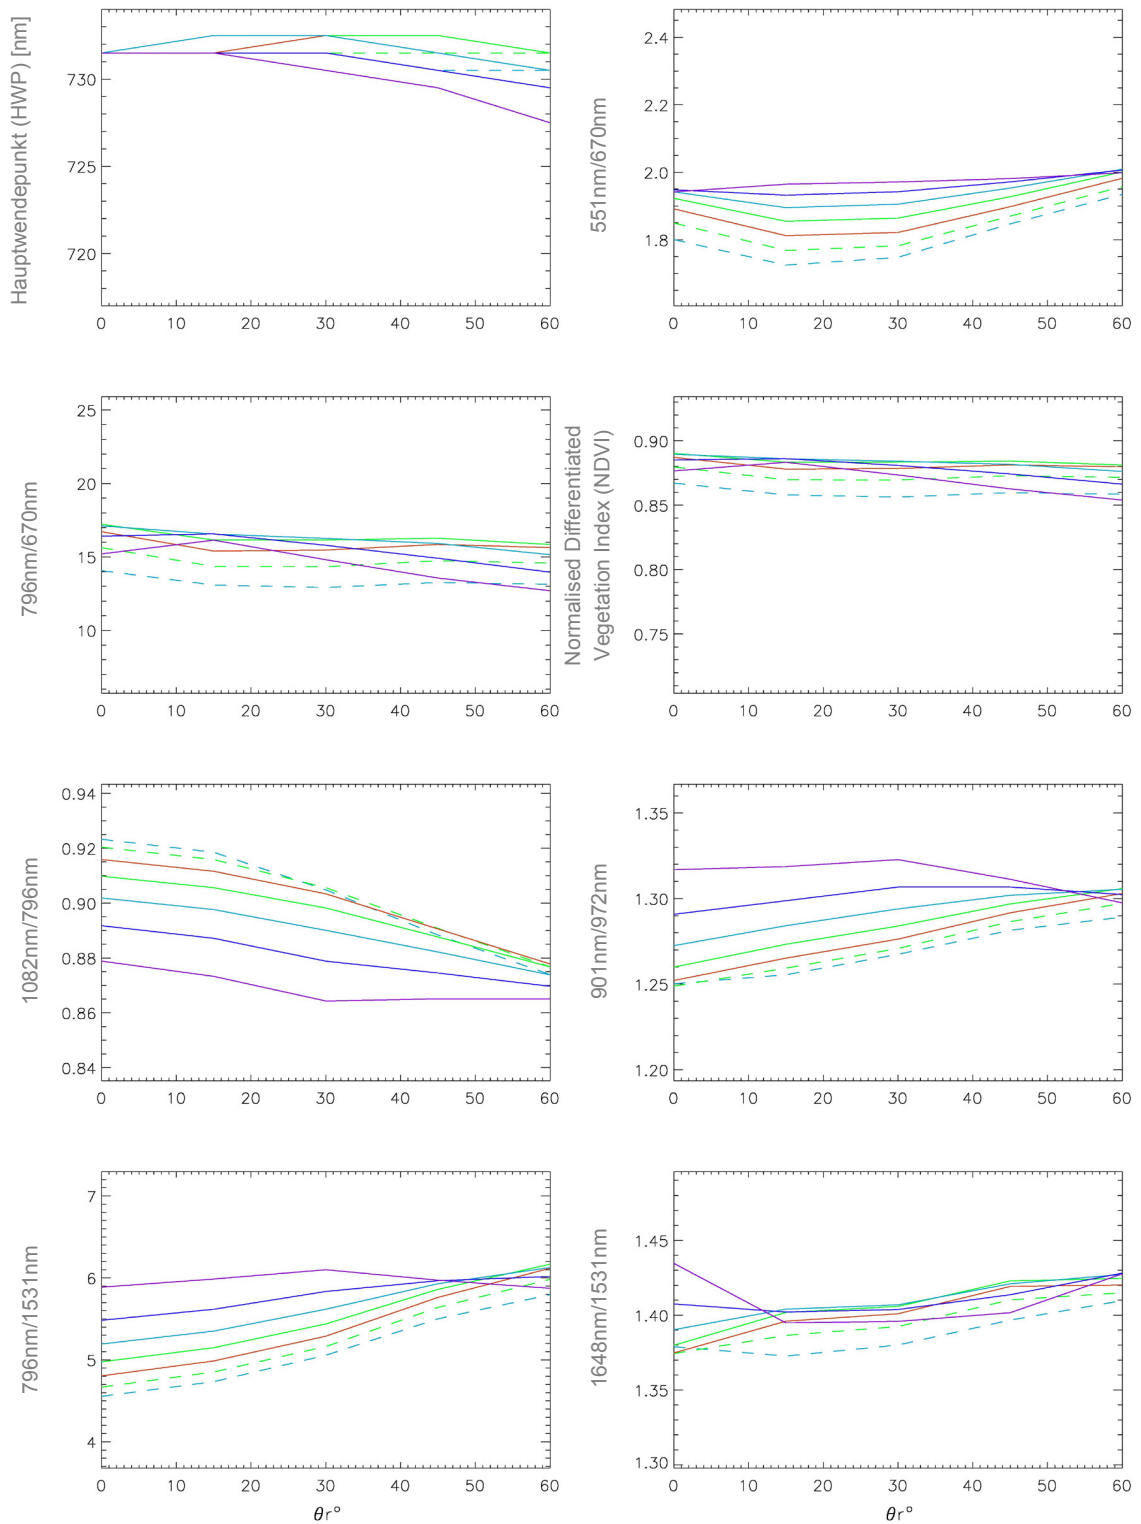 Hauptwendepunkt (HWP) [nm]
730
725
720
0 10 20 30 40 50 60
551nm/670nm
2.4
2.2
2.0
1.8
0 10 20 30 40 50 60
796nm/670nm
25
20
15
10
0 10 20 30 40 50 60
Normalised Differentiated
Vegetation Index (NDVI)
0.90
0.85
0.80
0.75
0 10 20 30 40 50 60
1082nm/796nm
0.94
0.92
0.90
0.88
0.86
0.84
0 10 20 30 40 50 60
901nm/972nm
1.35
1.30
1.25
1.20
0 10 20 30 40 50 60
796nm/1531nm
7
6
5
4
0 10 20 30 40 50 60
θr°
1648nm/1531nm
1.45
1.40
1.35
1.30
0 10 20 30 40 50 60
θr°